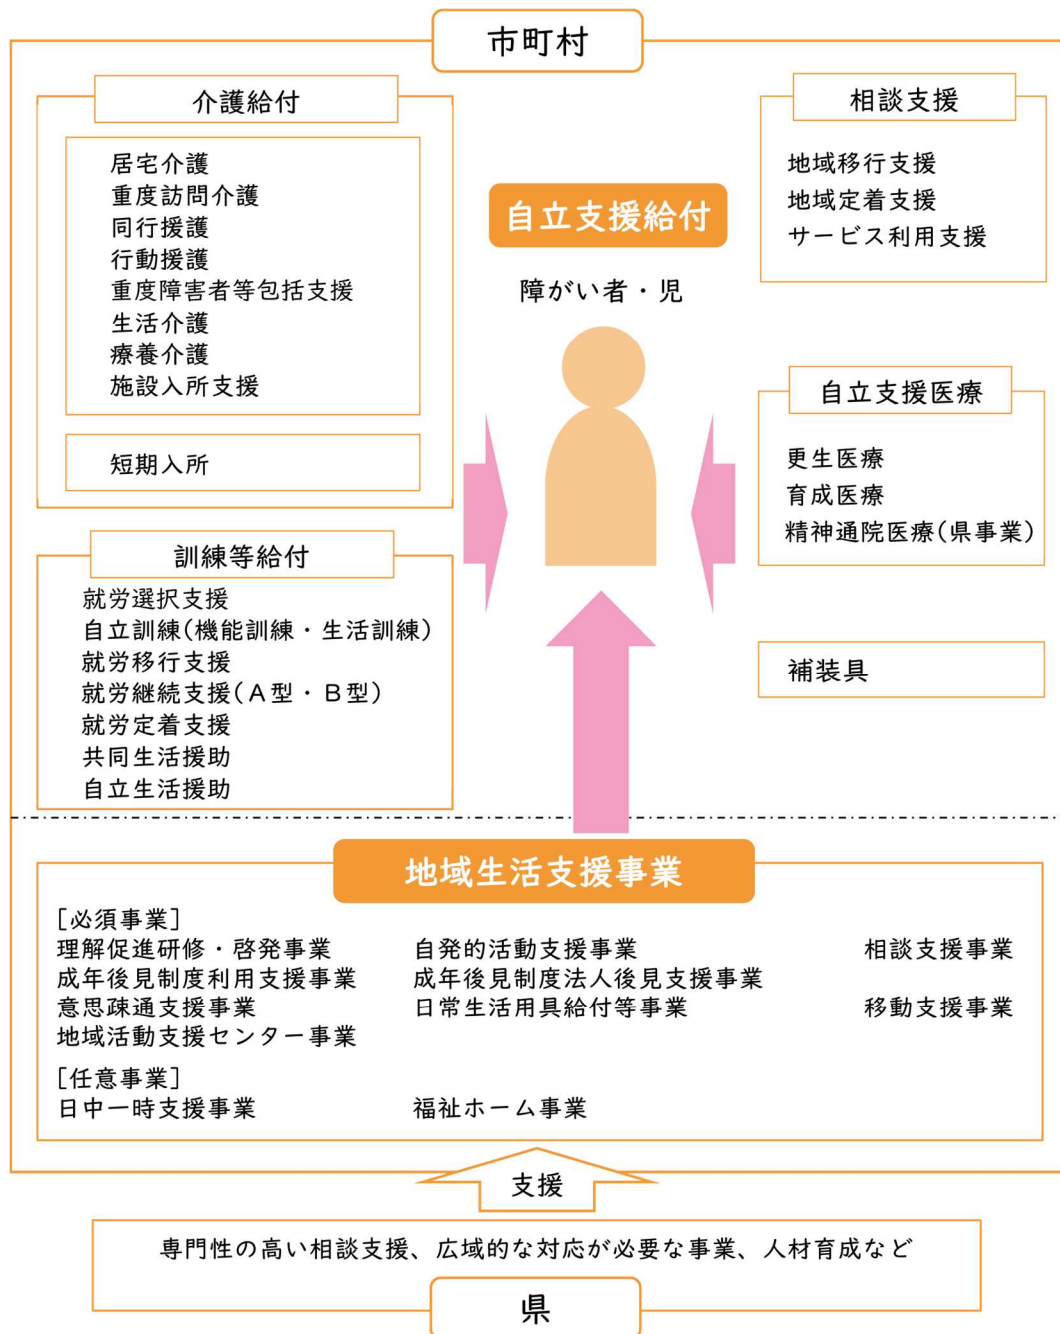 市町村
介護給付
居宅介護
重度訪問介護
同行援護
行動援護
重度障害者等包括支援
生活介護
療養介護
施設入所支援
短期入所
訓練等給付
就労選択支援
自立訓練(機能訓練・生活訓練)
就労移行支援
就労継続支援(A型・B型)
就労定着支援
共同生活援助
自立生活援助
自立支援給付
障がい者・児
相談支援
地域移行支援
地域定着支援
サービス利用支援
自立支援医療
更生医療
育成医療
精神通院医療(県事業)
補装具
地域生活支援事業
[必須事業]
理解促進研修・啓発事業 自発的活動支援事業 相談支援事業
成年後見制度利用支援事業 成年後見制度法人後見支援事業
意思疎通支援事業 日常生活用具給付等事業 移動支援事業
地域活動支援センター事業
[任意事業]
日中一時支援事業 福祉ホーム事業
支援
専門性の高い相談支援、広域的な対応が必要な事業、人材育成など
県